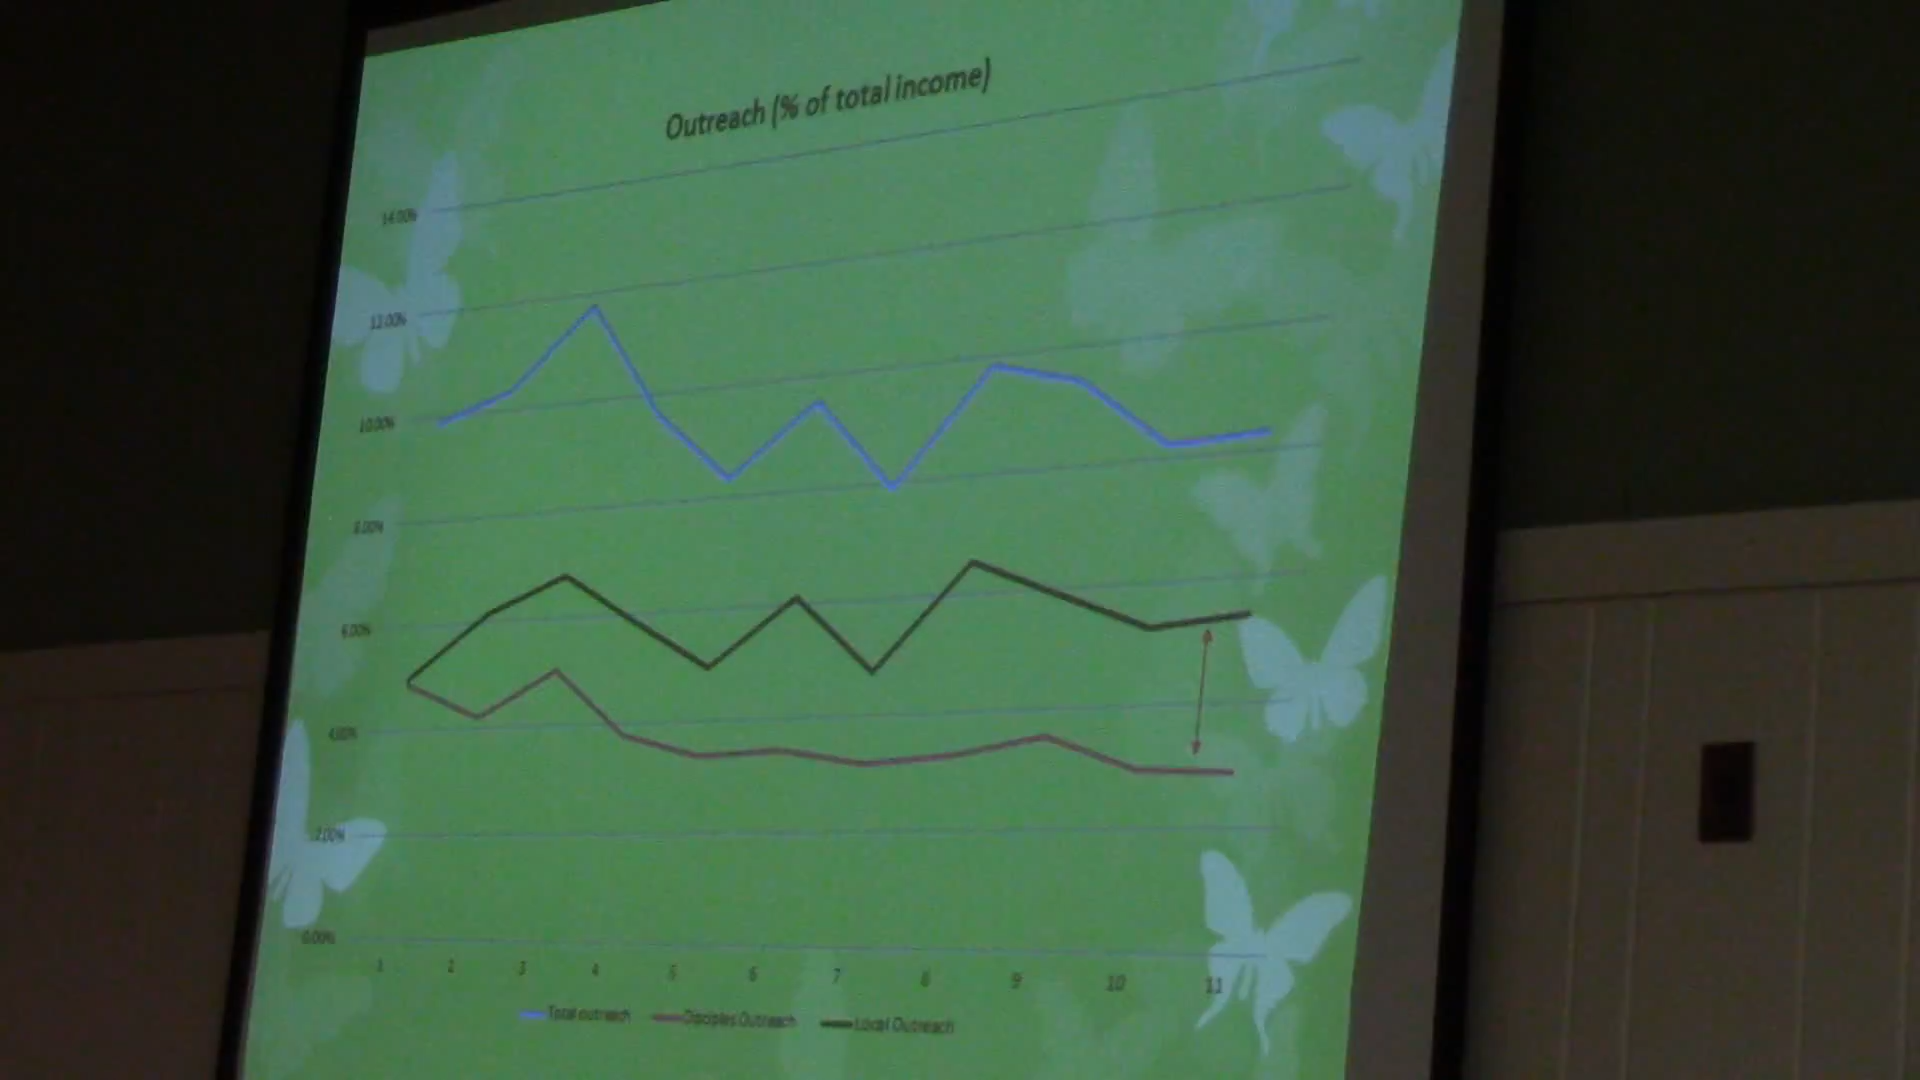 Outreach (% of total income)
14.00%
12.00%
10.00%
8.00%
6.00%
4.00%
2.00%
0.00%
1 2 3 4 5 6 7 8 9 10 11
Total outreach Disciples Outreach Local Outreach